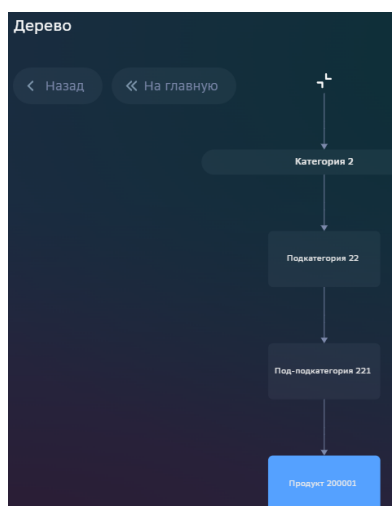 Дерево
Назад
На главную
Категория 2
Подкатегория 22
Под-подкатегория 221
Продукт 200001